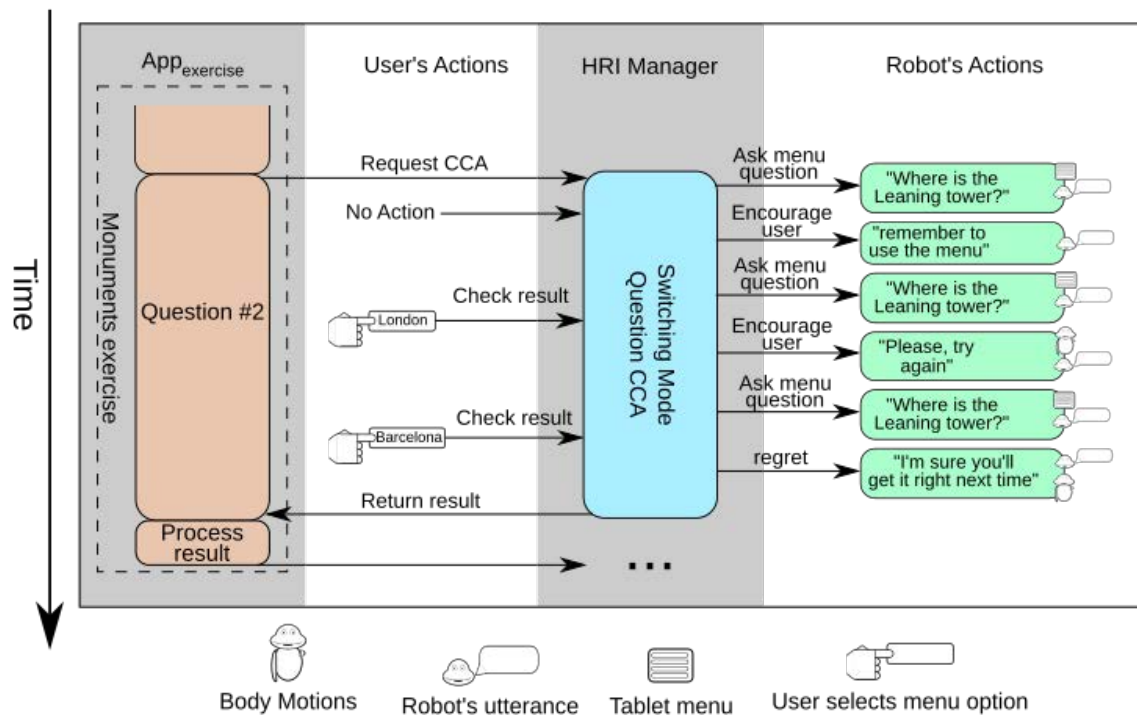 App exercise
User's Actions
HRI Manager
Robot's Actions
Time
Monuments exercise
Question #2
Process
result
Request CCA
No Action
London
Check result
Barcelona
Check result
Return result
Switching Mode
Question CCA
...
Ask menu
question
"Where is the
Leaning tower?"
Encourage
user
"remember to
use the menu"
Ask menu
question
"Where is the
Leaning tower?"
Encourage
user
"Please, try
again"
Ask menu
question
"Where is the
Leaning tower?"
regret
"I'm sure you'll
get it right next time"
Body Motions
Robot's utterance
Tablet menu
User selects menu option